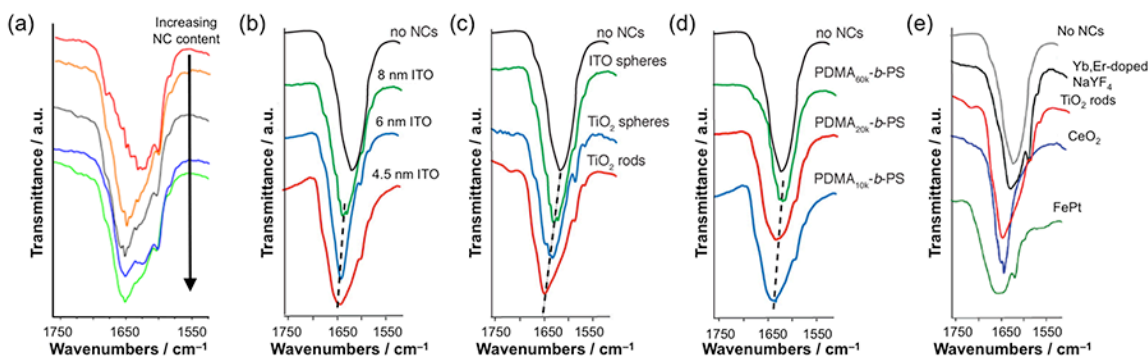 (a)
Increasing
NC content
Transmittance / a.u.
1750 1650 1550
Wavenumbers / cm⁻¹
(b)
no NCs
8 nm ITO
6 nm ITO
4.5 nm ITO
Transmittance / a.u.
1750 1650 1550
Wavenumbers / cm⁻¹
(c)
no NCs
ITO spheres
TiO₂ spheres
TiO₂ rods
Transmittance / a.u.
1750 1650 1550
Wavenumbers / cm⁻¹
(d)
no NCs
PDMA₆₀ₖ-b-PS
PDMA₂₀ₖ-b-PS
PDMA₁₀ₖ-b-PS
Transmittance / a.u.
1750 1650 1550
Wavenumbers / cm⁻¹
(e)
No NCs
Yb,Er-doped
NaYF₄
TiO₂ rods
CeO₂
FePt
Transmittance / a.u.
1750 1650 1550
Wavenumbers / cm⁻¹